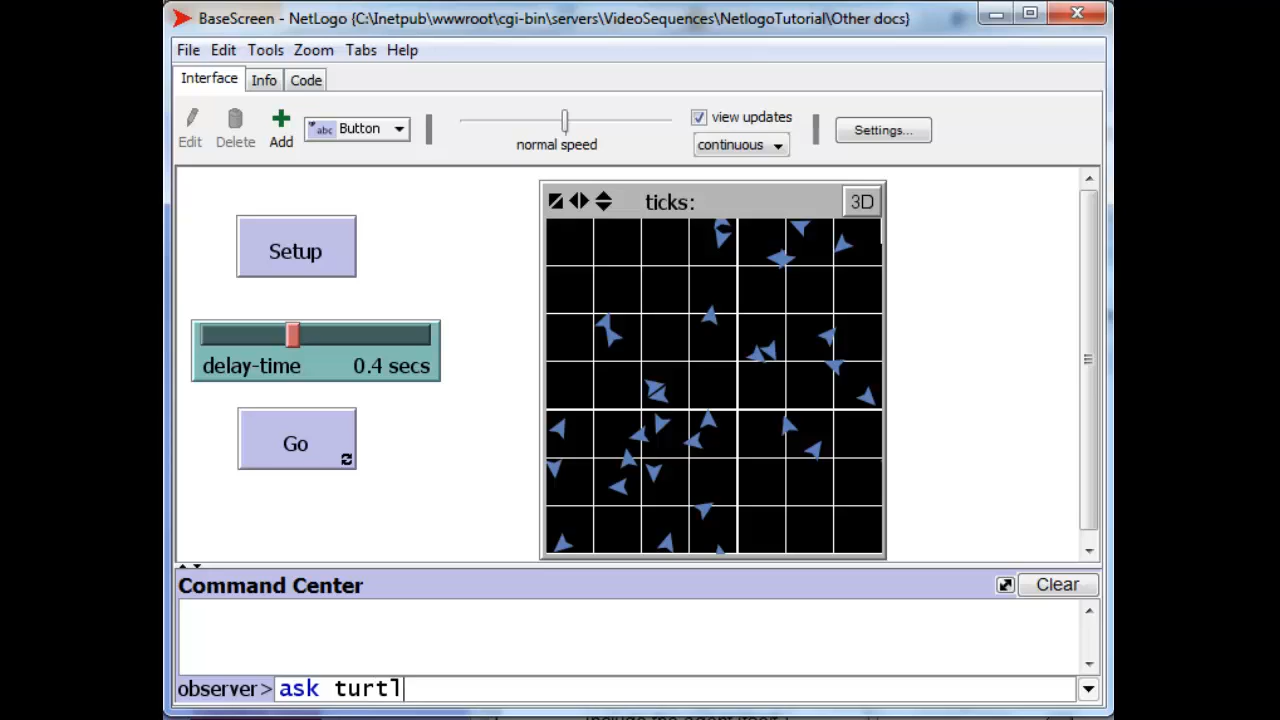 BaseScreen - NetLogo {C:\Inetpub\wwwroot\cgi-bin\servers\VideoSequences\NetlogoTutorial\Other docs}
File Edit Tools Zoom Tabs Help
Interface Info Code
Edit Delete Add abc Button normal speed view updates continuous Settings...
ticks: 3D
Setup
delay-time 0.4 secs
Go
Command Center Clear
observer> ask turtl